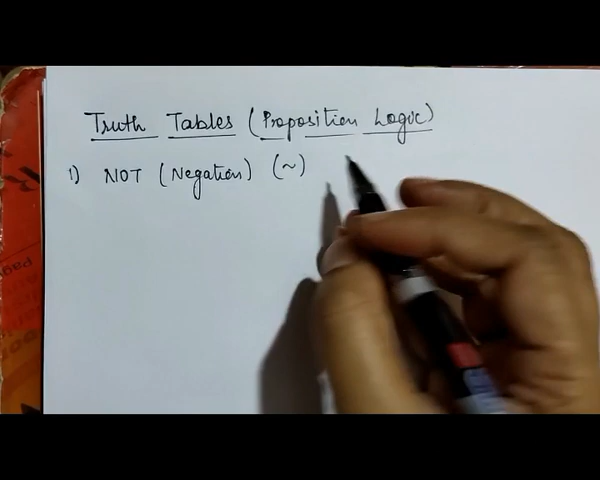 Truth Tables (Proposition Logic)
1) NOT (Negation) (~)